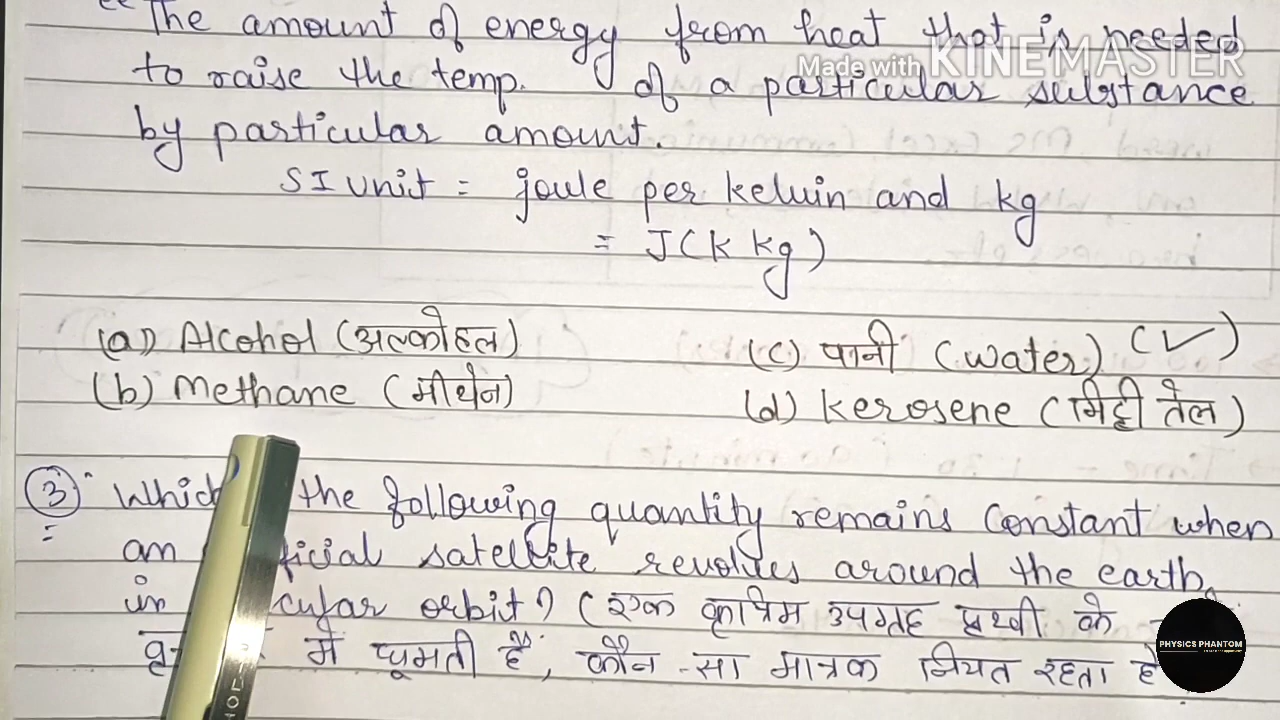 “The amount of energy from heat that is needed
Made with KINEMASTER
to raise the temp. of a particular substance
by particular amount.
SI unit = joule per kelvin and kg
= J(K kg)
(a) Alcohol (अल्कोहल)
(c) पानी (water) (✓)
(b) Methane (मीथेन)
(d) Kerosene (मिट्टी तेल)
3 Which the following quantity remains constant when
an satellite revolves around the earth
in orbit? (एक कृत्रिम उपग्रह पृथ्वी के -
में घूमती है, कौन-सा मात्रक नियत रहता है
PHYSICS PHANTOM